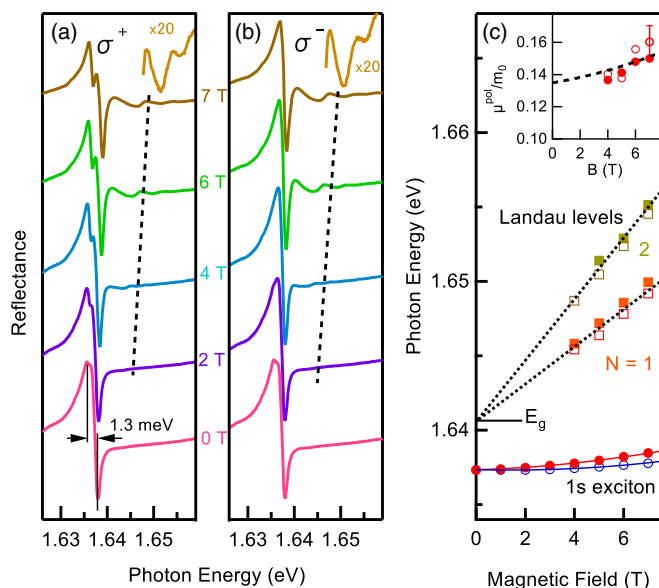 (a)
σ+
x20
7 T
6 T
4 T
2 T
0 T
1.3 meV
Reflectance
1.63
1.64
1.65
(b)
σ−
x20
1.63
1.64
1.65
Photon Energy (eV)
(c)
0.16
0.14
0.12
0.10
μpol/m0
0
2
4
6
B (T)
1.66
1.65
1.64
Photon Energy (eV)
Landau levels
2
N = 1
Eg
1s exciton
0
2
4
6
Magnetic Field (T)